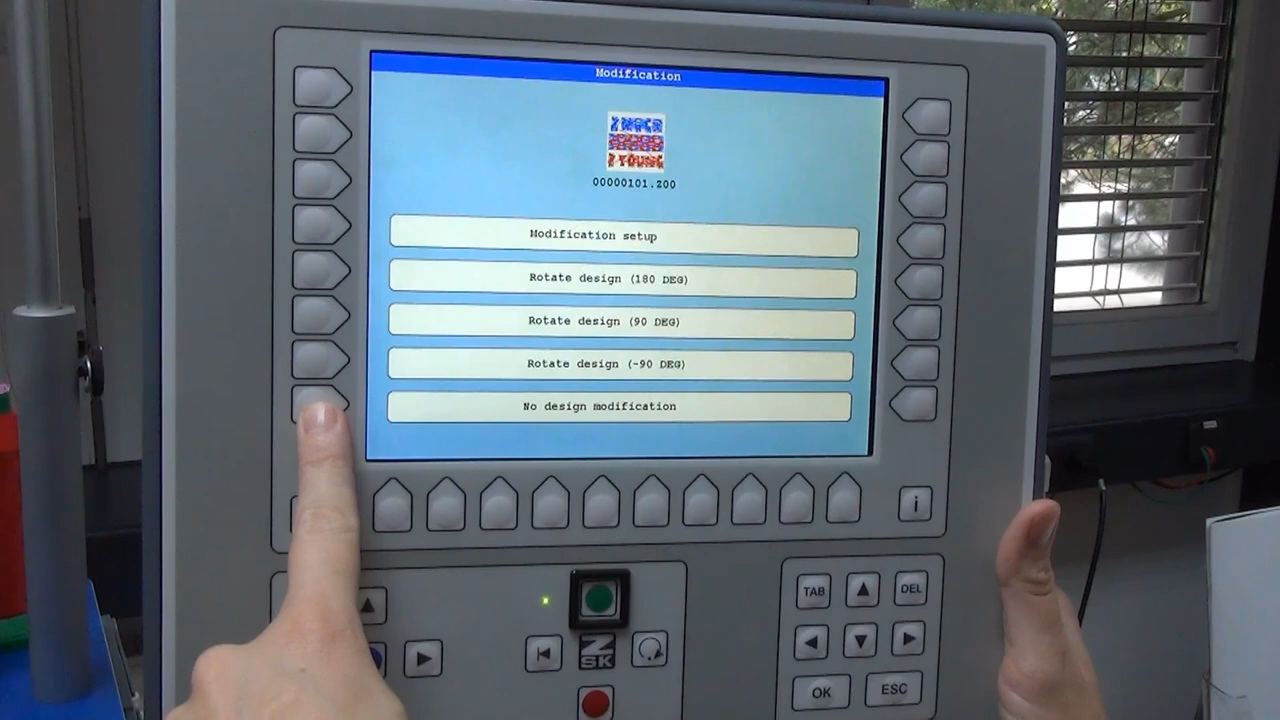 Modification
00000101.Z00
Modification setup
Rotate design (180 DEG)
Rotate design (90 DEG)
Rotate design (-90 DEG)
No design modification
i
TAB
DEL
ZSK
OK
ESC